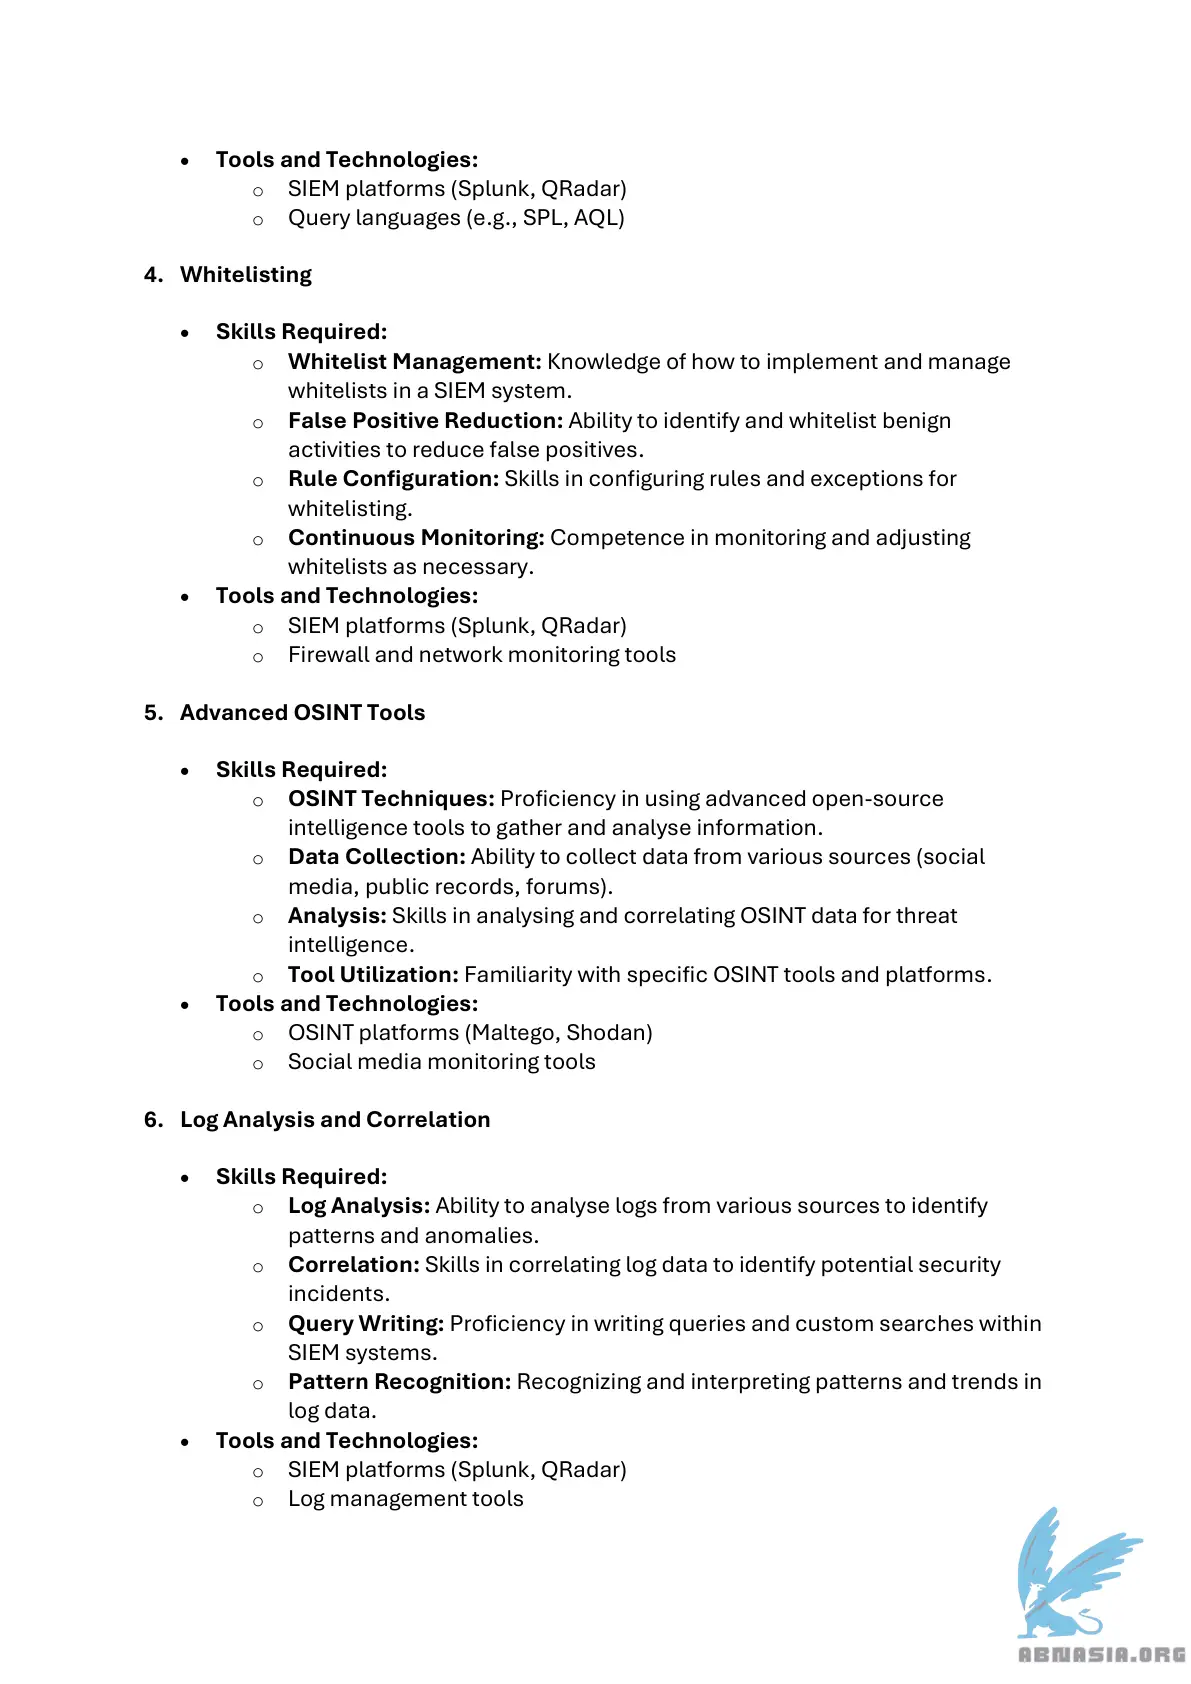 • Tools and Technologies:
o SIEM platforms (Splunk, QRadar)
o Query languages (e.g., SPL, AQL)
4. Whitelisting
• Skills Required:
o Whitelist Management: Knowledge of how to implement and manage
whitelists in a SIEM system.
o False Positive Reduction: Ability to identify and whitelist benign
activities to reduce false positives.
o Rule Configuration: Skills in configuring rules and exceptions for
whitelisting.
o Continuous Monitoring: Competence in monitoring and adjusting
whitelists as necessary.
• Tools and Technologies:
o SIEM platforms (Splunk, QRadar)
o Firewall and network monitoring tools
5. Advanced OSINT Tools
• Skills Required:
o OSINT Techniques: Proficiency in using advanced open-source
intelligence tools to gather and analyse information.
o Data Collection: Ability to collect data from various sources (social
media, public records, forums).
o Analysis: Skills in analysing and correlating OSINT data for threat
intelligence.
o Tool Utilization: Familiarity with specific OSINT tools and platforms.
• Tools and Technologies:
o OSINT platforms (Maltego, Shodan)
o Social media monitoring tools
6. Log Analysis and Correlation
• Skills Required:
o Log Analysis: Ability to analyse logs from various sources to identify
patterns and anomalies.
o Correlation: Skills in correlating log data to identify potential security
incidents.
o Query Writing: Proficiency in writing queries and custom searches within
SIEM systems.
o Pattern Recognition: Recognizing and interpreting patterns and trends in
log data.
• Tools and Technologies:
o SIEM platforms (Splunk, QRadar)
o Log management tools
ABNASIA.ORG